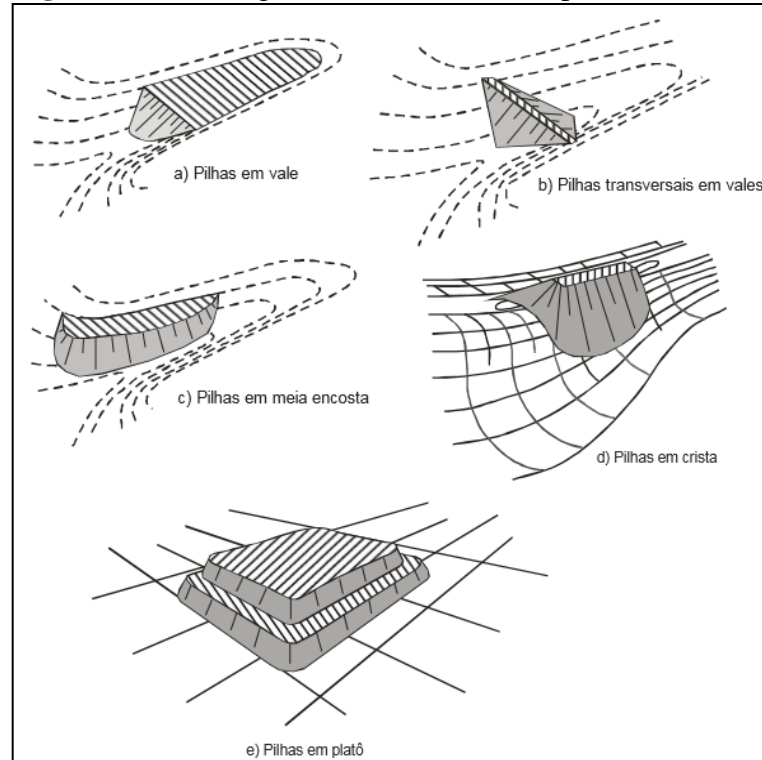 a) Pilhas em vale
b) Pilhas transversais em vales
c) Pilhas em meia encosta
d) Pilhas em crista
e) Pilhas em platô